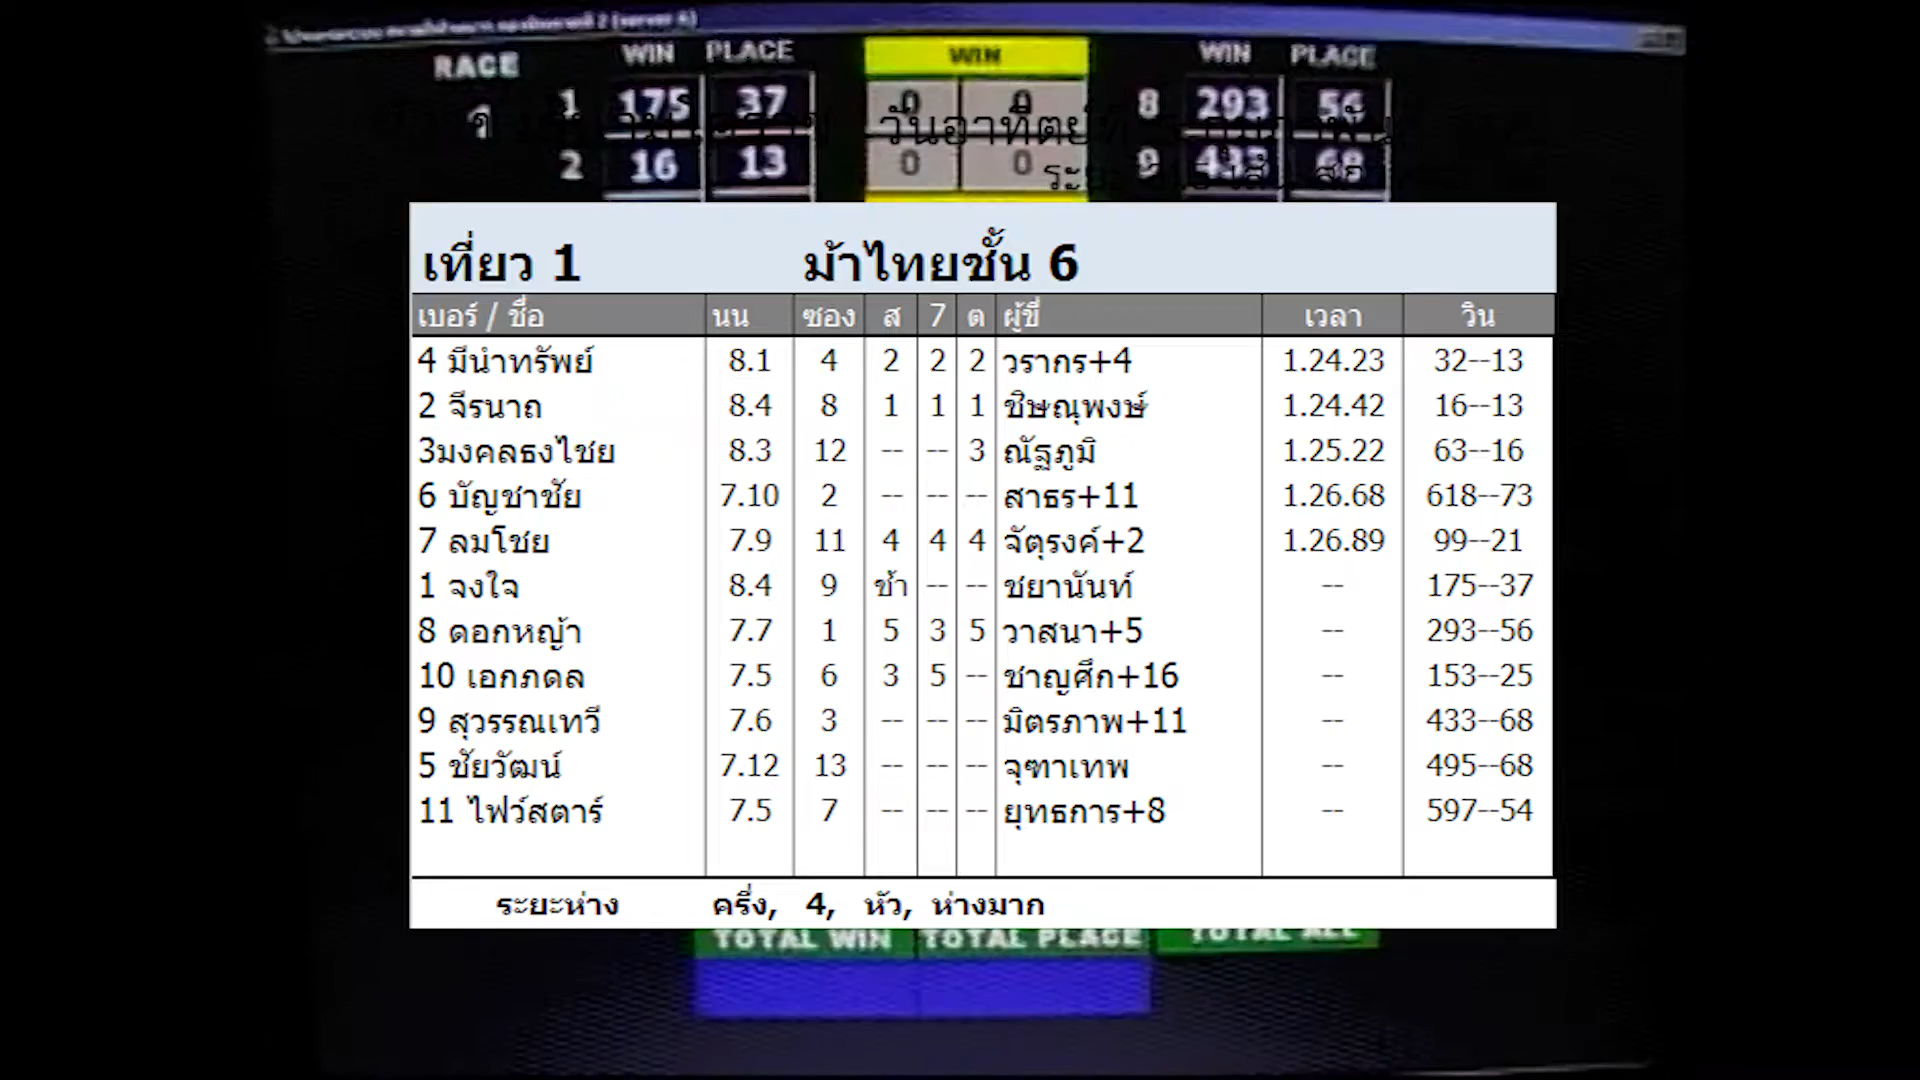 RACE WIN PLACE WIN WIN PLACE
1 1 175 37 0 0 8 293 56
วันอาทิตย์ที่
2 16 13 0 0 9 433 68
เที่ยว 1 ม้าไทยชั้น 6
เบอร์ / ชื่อ นน ซอง ส 7 ต ผู้ขี่ เวลา วิน
4 มีนำทรัพย์ 8.1 4 2 2 2 วรากร+4 1.24.23 32--13
2 จีรนาถ 8.4 8 1 1 1 ชิษณุพงษ์ 1.24.42 16--13
3มงคลธงไชย 8.3 12 -- -- 3 ณัฐภูมิ 1.25.22 63--16
6 บัญชาชัย 7.10 2 -- -- -- สาธร+11 1.26.68 618--73
7 ลมโชย 7.9 11 4 4 4 จัตุรงค์+2 1.26.89 99--21
1 จงใจ 8.4 9 ช้ำ -- -- ชยานันท์ -- 175--37
8 ดอกหญ้า 7.7 1 5 3 5 วาสนา+5 -- 293--56
10 เอกภดล 7.5 6 3 5 -- ชาญศึก+16 -- 153--25
9 สุวรรณเทวี 7.6 3 -- -- -- มิตรภาพ+11 -- 433--68
5 ชัยวัฒน์ 7.12 13 -- -- -- จุฑาเทพ -- 495--68
11 ไฟว์สตาร์ 7.5 7 -- -- -- ยุทธการ+8 -- 597--54
ระยะห่าง ครึ่ง, 4, หัว, ห่างมาก
TOTAL WIN TOTAL PLACE TOTAL ALL